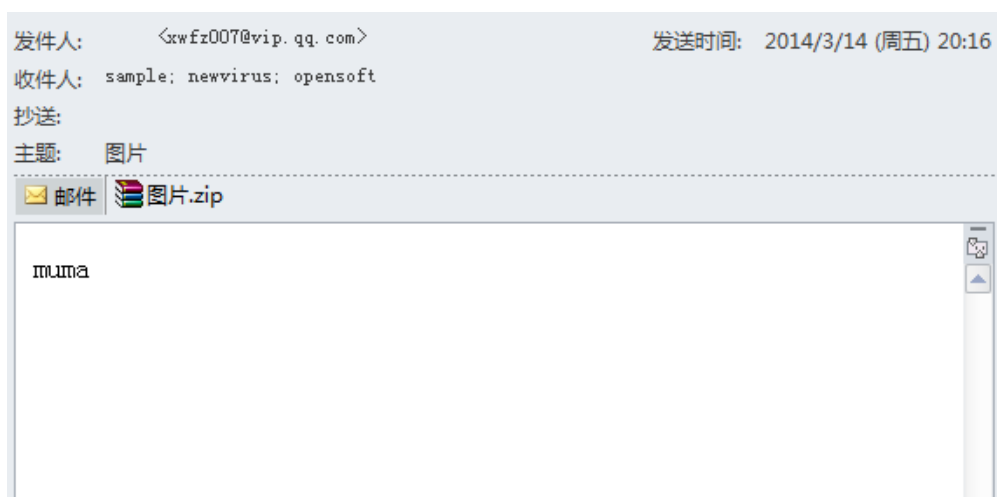 发件人: <xwfz007@vip.qq.com> 发送时间: 2014/3/14 (周五) 20:16
收件人: sample; newvirus; opensoft
抄送:
主题: 图片
邮件 图片.zip
muma